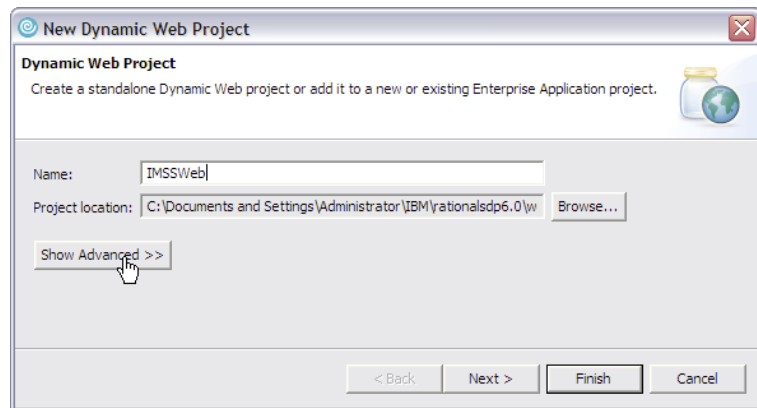 New Dynamic Web Project
Dynamic Web Project
Create a standalone Dynamic Web project or add it to a new or existing Enterprise Application project.
Name: IMSSWeb
Project location: C:\Documents and Settings\Administrator\IBM\rationalsdp6.0\w Browse...
Show Advanced >>
< Back Next > Finish Cancel